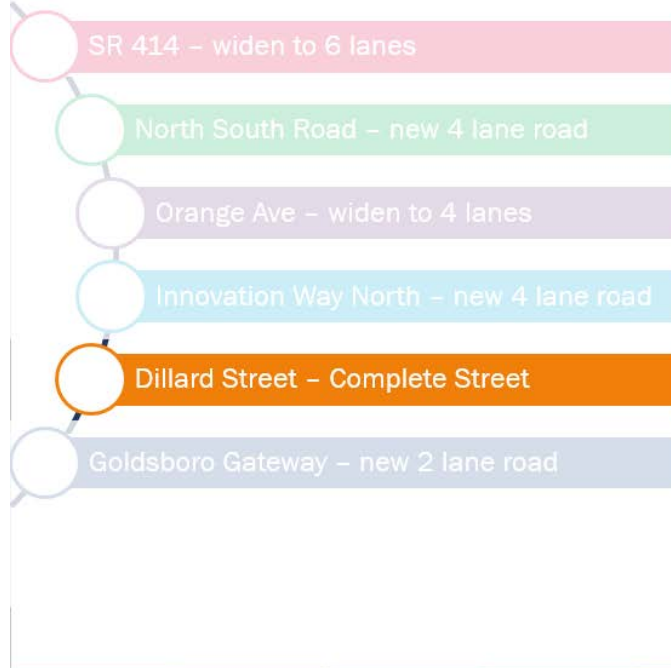 SR 414 – widen to 6 lanes
North South Road – new 4 lane road
Orange Ave – widen to 4 lanes
Innovation Way North – new 4 lane road
Dillard Street – Complete Street
Goldsboro Gateway – new 2 lane road